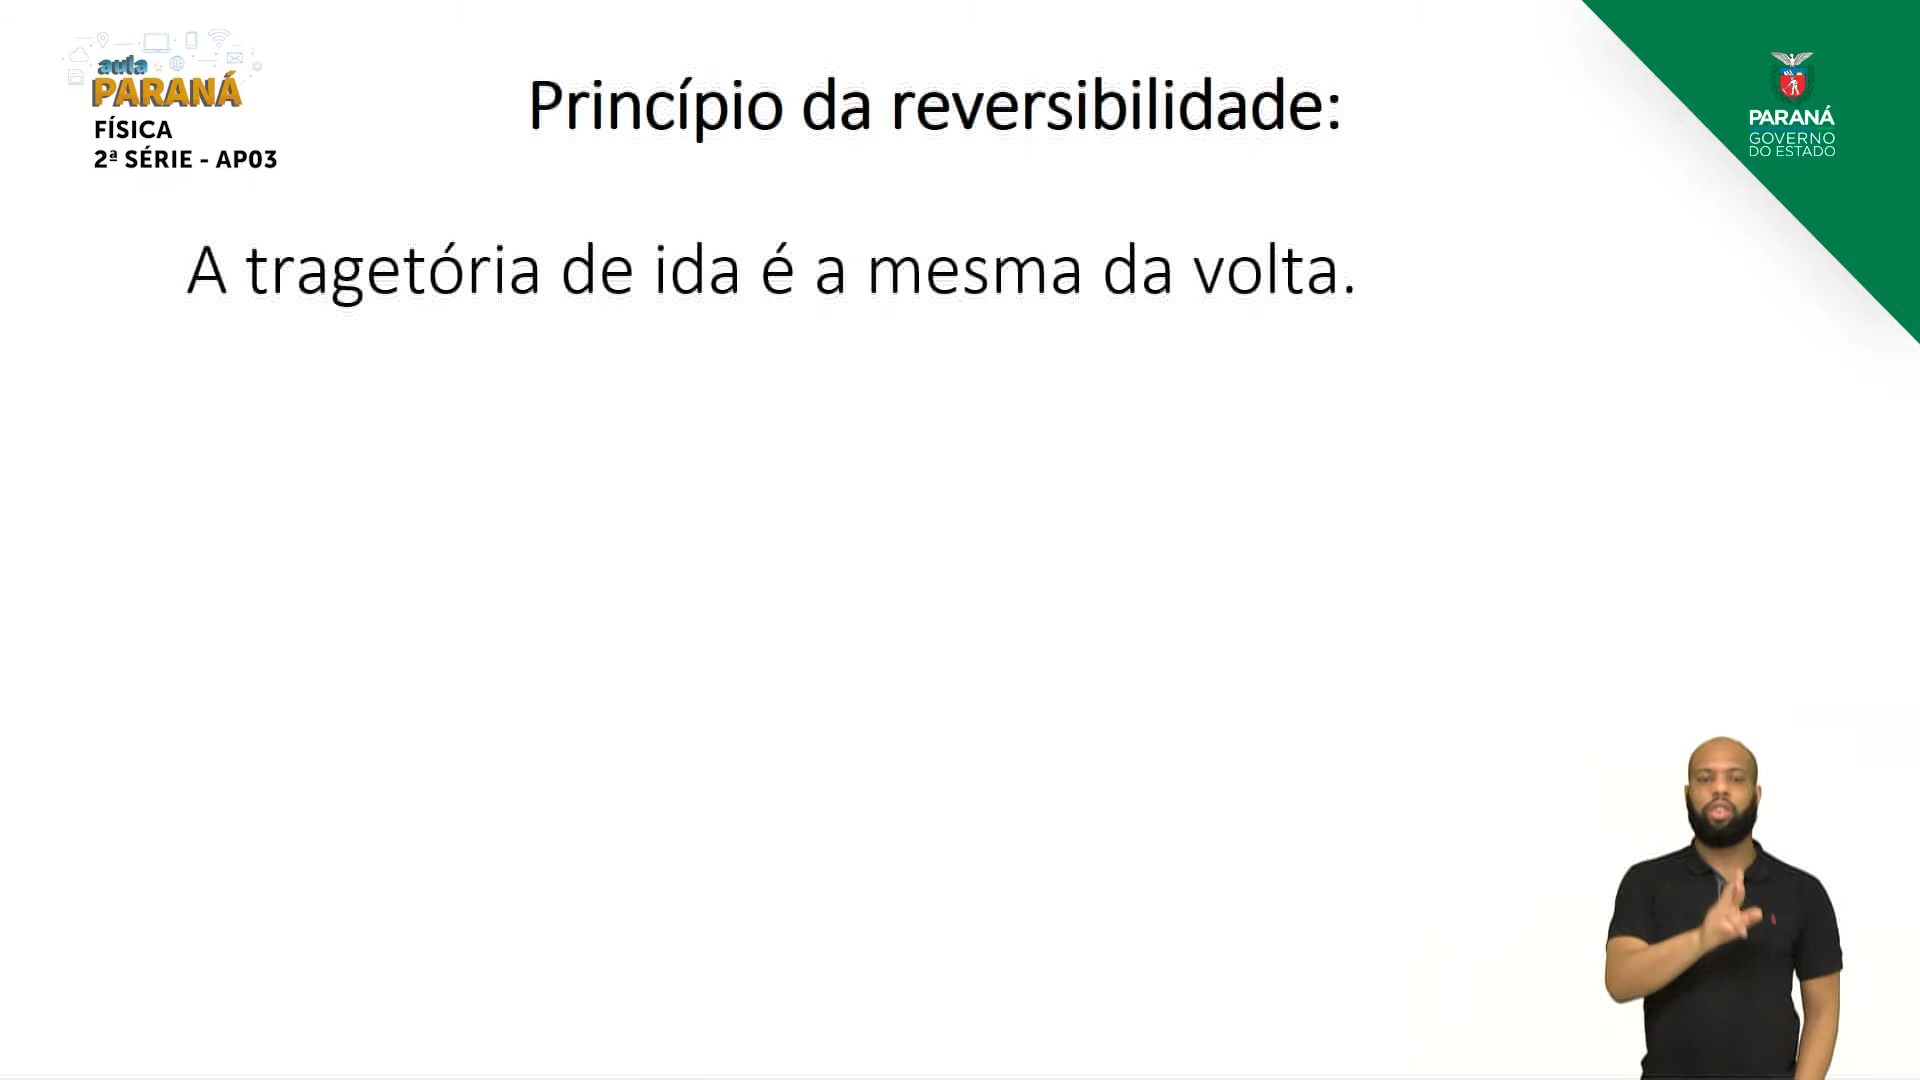 aula
PARANÁ
FÍSICA
2ª SÉRIE - AP03
Princípio da reversibilidade:
PARANÁ
GOVERNO
DO ESTADO
A tragetória de ida é a mesma da volta.